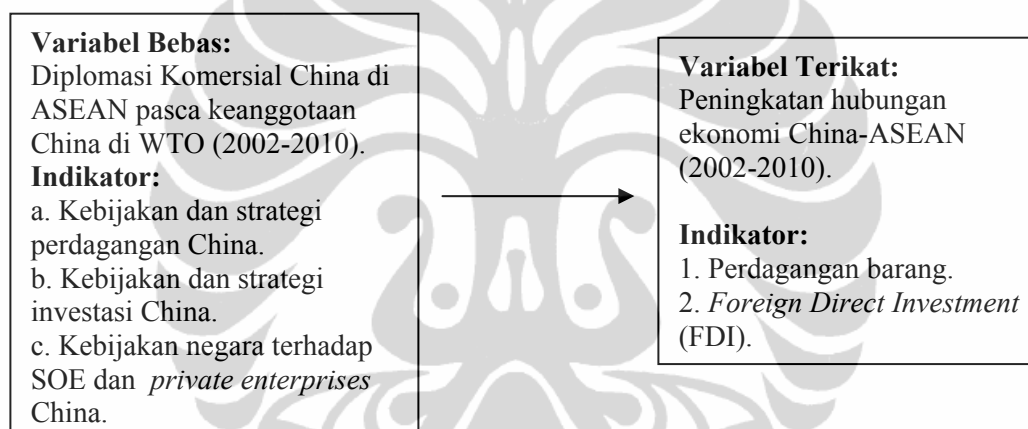 Variabel Bebas:
Diplomasi Komersial China di
ASEAN pasca keanggotaan
China di WTO (2002-2010).
Indikator:
a. Kebijakan dan strategi
perdagangan China.
b. Kebijakan dan strategi
investasi China.
c. Kebijakan negara terhadap
SOE dan private enterprises
China.
Variabel Terikat:
Peningkatan hubungan
ekonomi China-ASEAN
(2002-2010).
Indikator:
1. Perdagangan barang.
2. Foreign Direct Investment
(FDI).